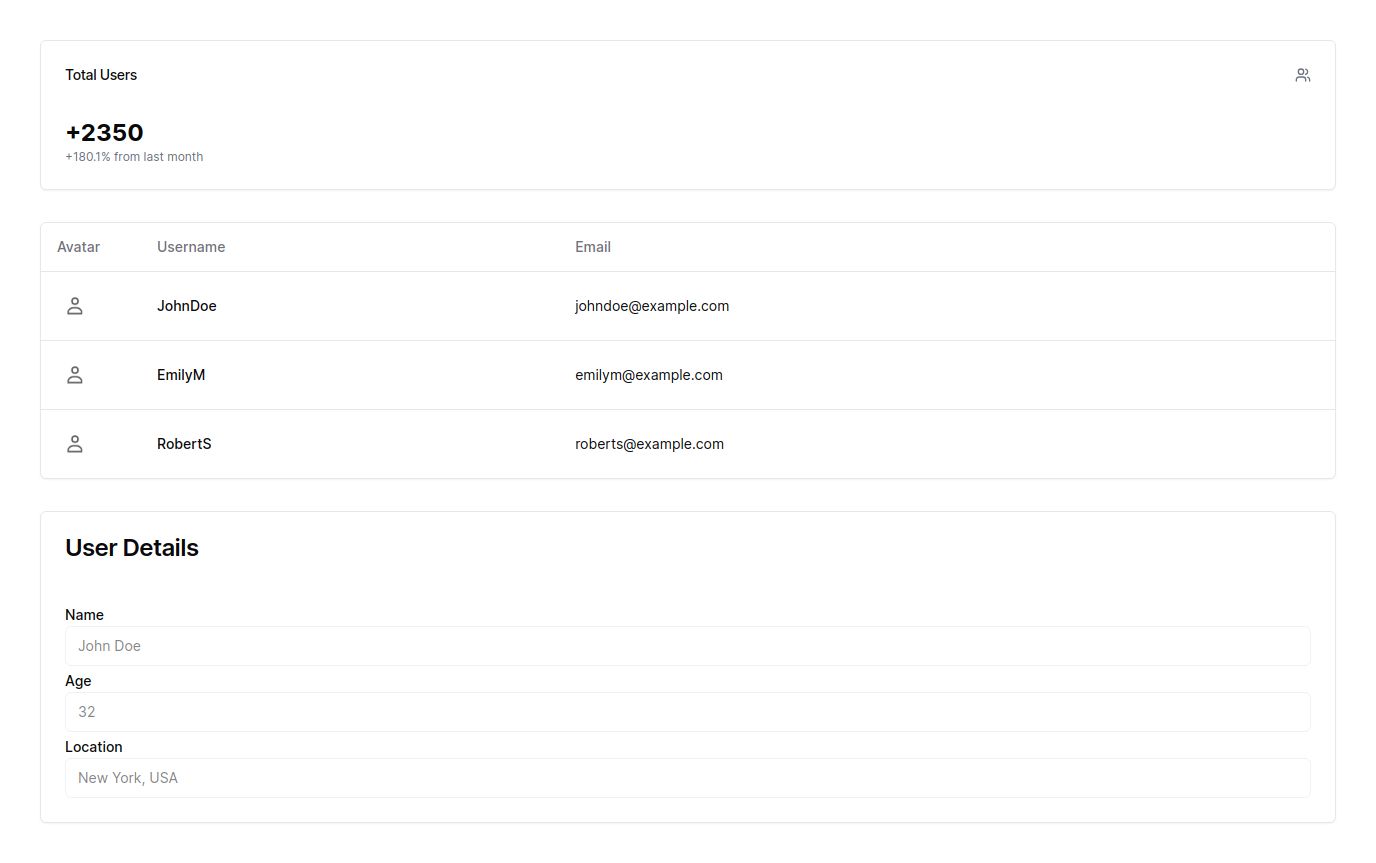 Total Users
+2350
+180.1% from last month
Avatar Username Email
JohnDoe johndoe@example.com
EmilyM emilym@example.com
RobertS roberts@example.com
User Details
Name
John Doe
Age
32
Location
New York, USA